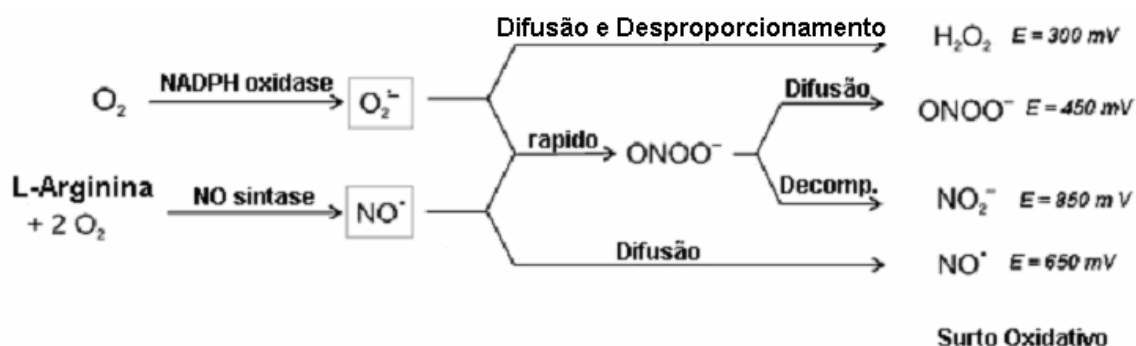 Difusão e Desproporcionamento
H₂O₂ E = 300 mV
O₂ NADPH oxidase O₂•−
Difusão
ONOO⁻ E = 450 mV
rapido ONOO⁻
L-Arginina
+ 2 O₂
NO sintase NO•
Decomp.
NO₂⁻ E = 850 m V
Difusão
NO• E = 650 mV
Surto Oxidativo